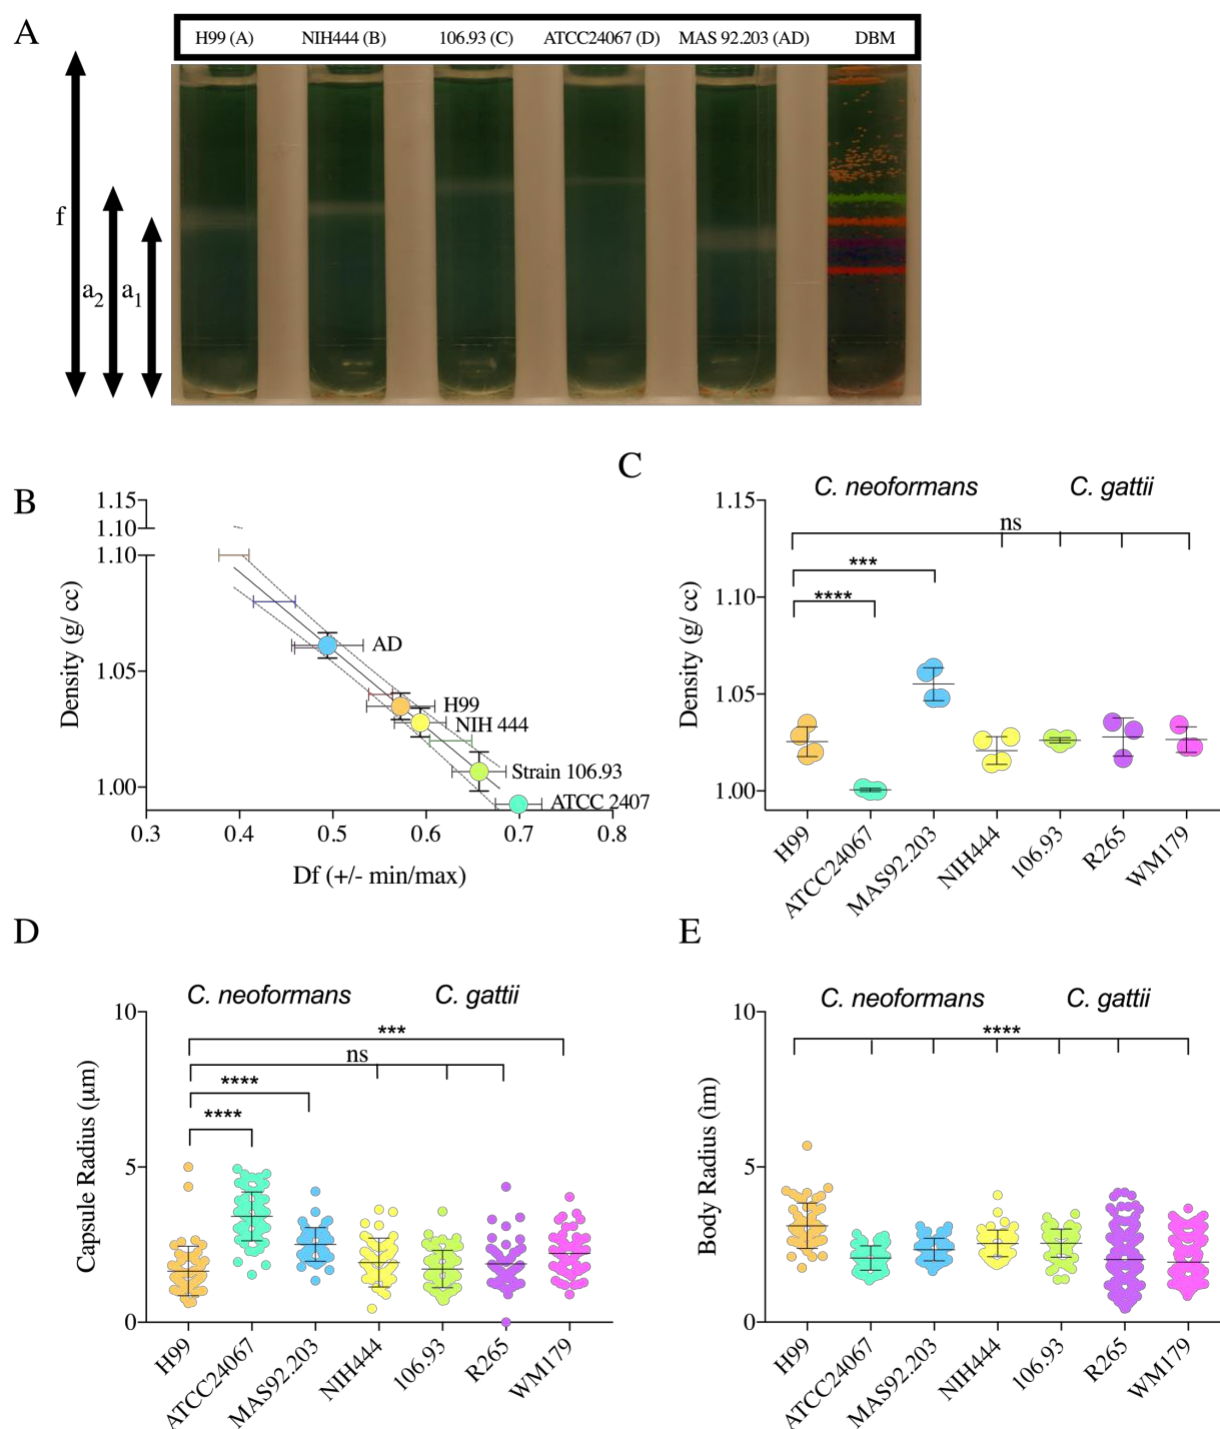 A
H99 (A) NIH444 (B) 106.93 (C) ATCC24067 (D) MAS 92.203 (AD) DBM
f
a2 a1
B
1.15
1.10
1.10
1.05
1.00
Density (g/ cc)
AD
H99
NIH 444
Strain 106.93
ATCC 2407
0.3 0.4 0.5 0.6 0.7 0.8
Df (+/- min/max)
C
C. neoformans C. gattii
1.15
1.10
1.05
1.00
Density (g/ cc)
ns
***
****
H99 ATCC24067 MAS92.203 NIH444 106.93 R265 WM179
D
C. neoformans C. gattii
10
5
0
Capsule Radius (µm)
***
ns
****
****
H99 ATCC24067 MAS92.203 NIH444 106.93 R265 WM179
E
C. neoformans C. gattii
10
5
0
Body Radius (im)
****
H99 ATCC24067 MAS92.203 NIH444 106.93 R265 WM179